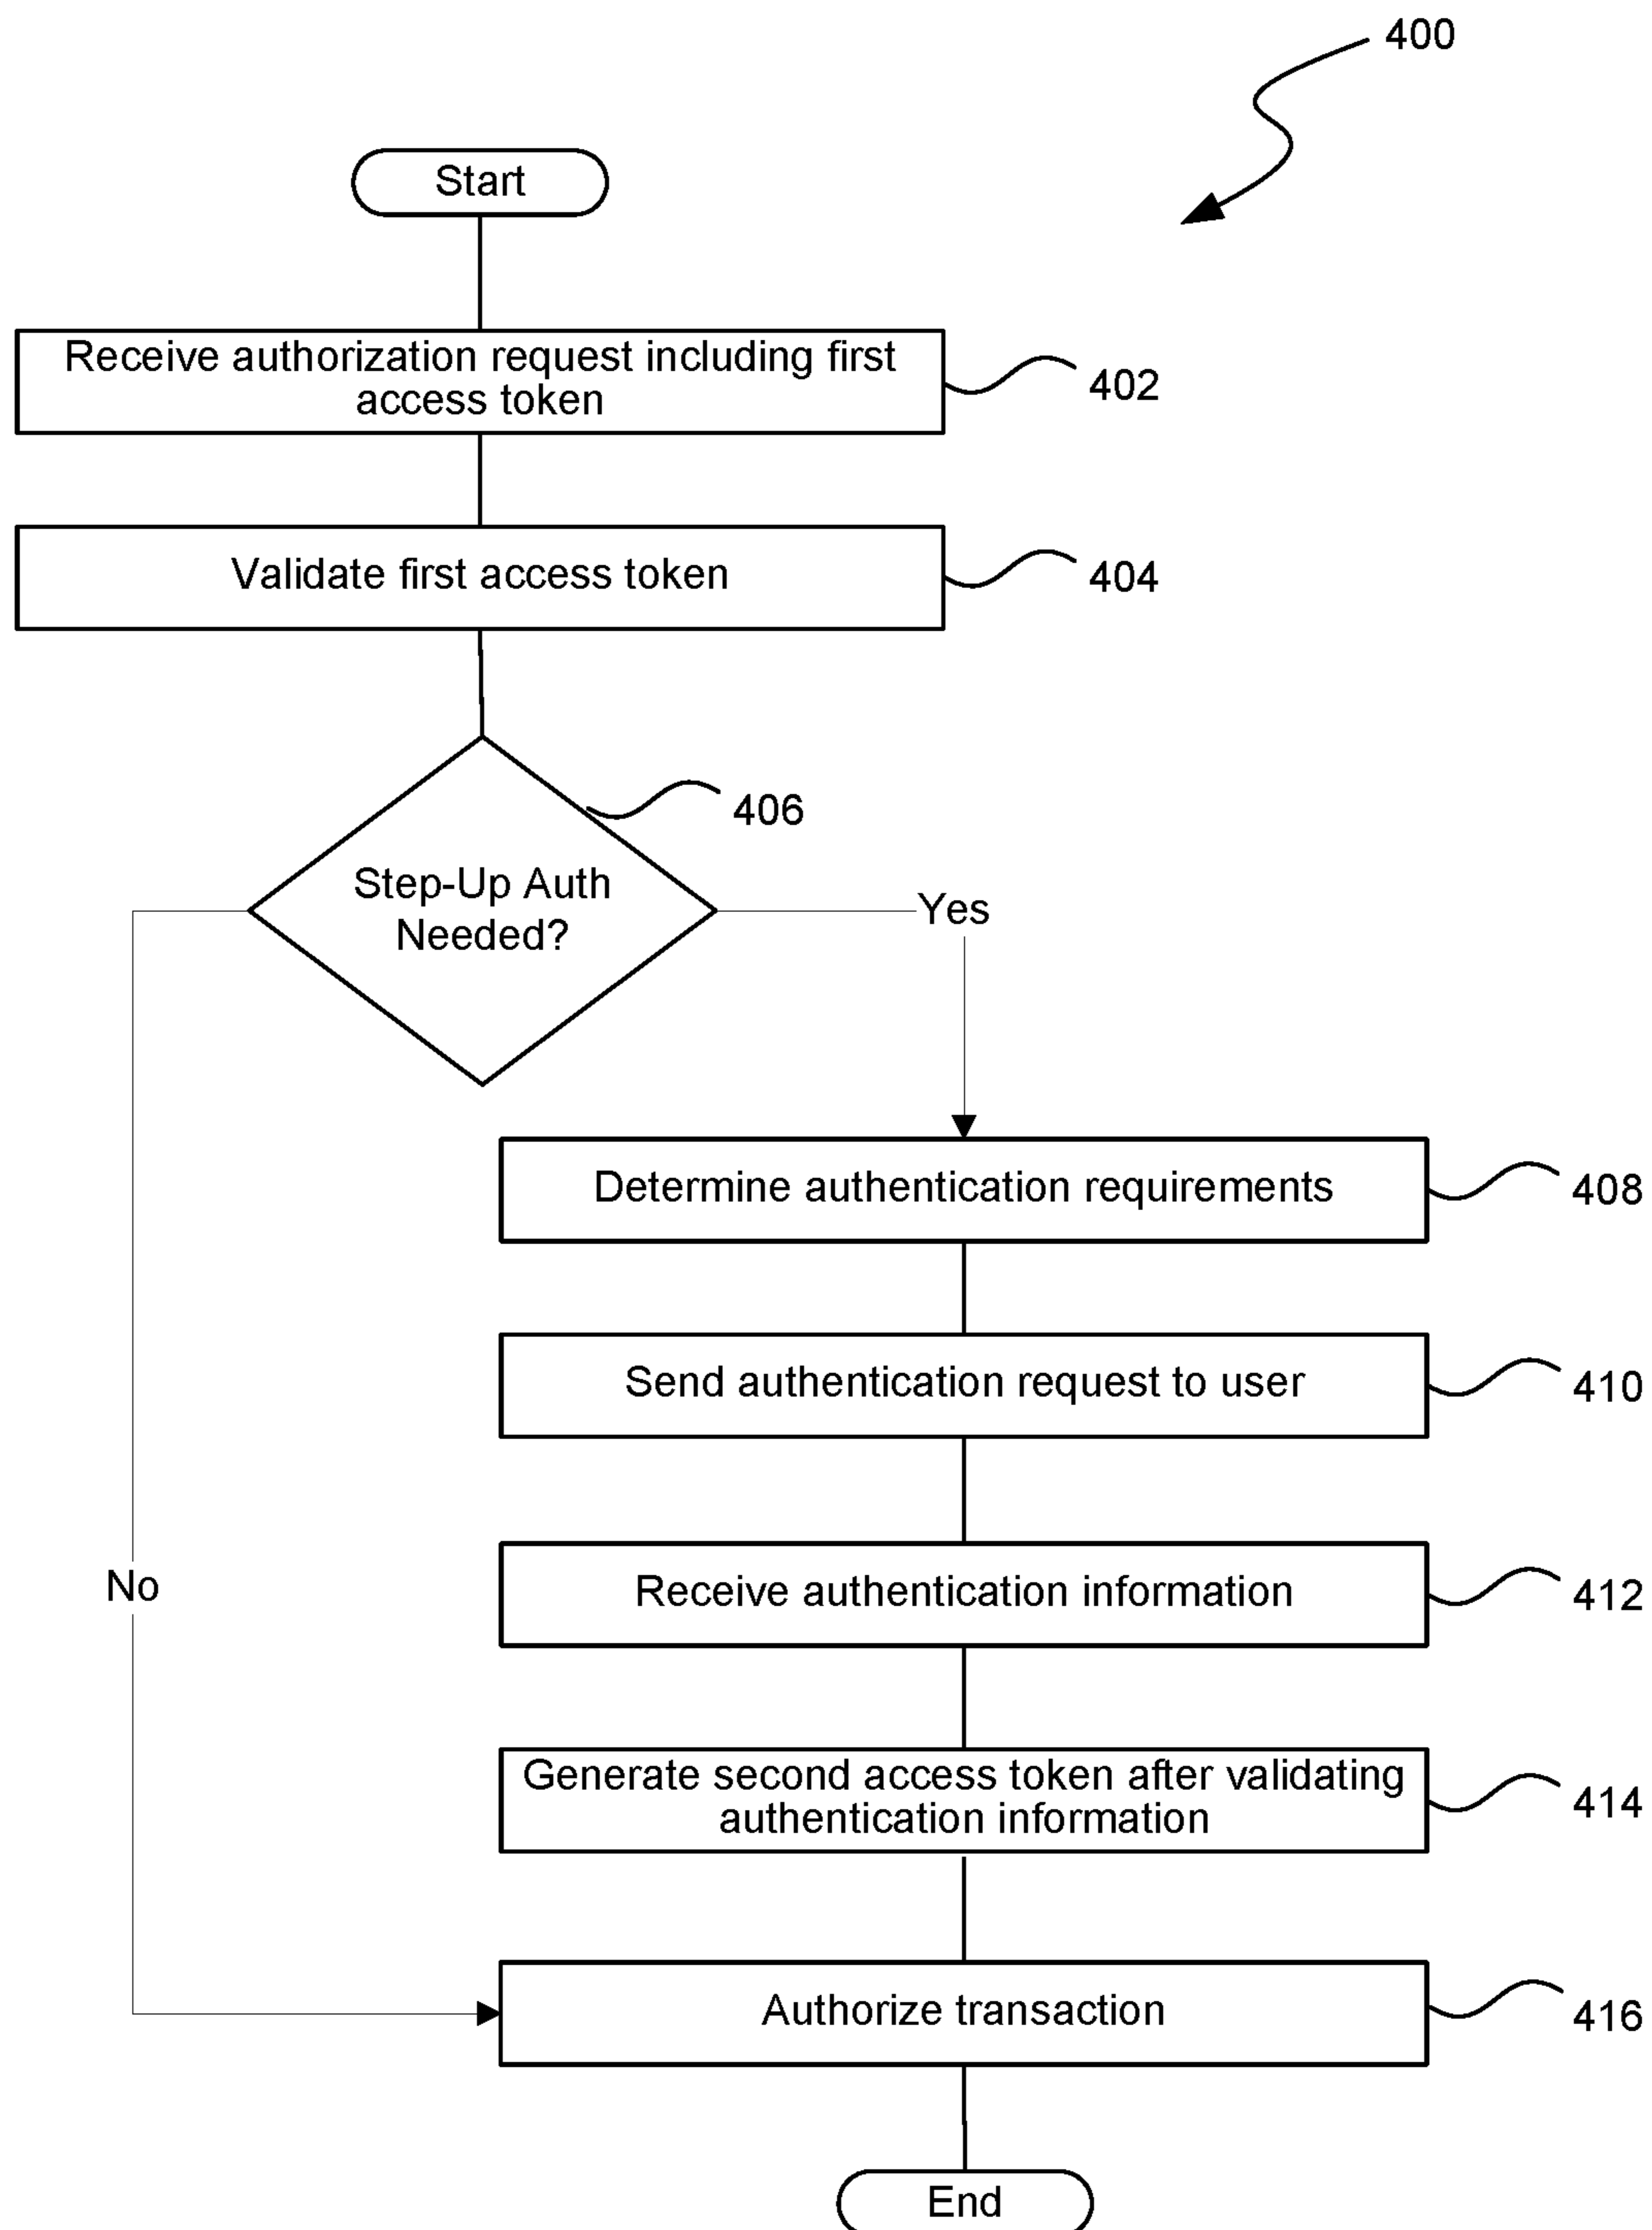 400
Start
Receive authorization request including first
access token
402
Validate first access token
404
406
Step-Up Auth
Needed?
Yes
Determine authentication requirements
408
Send authentication request to user
410
No
Receive authentication information
412
Generate second access token after validating
authentication information
414
Authorize transaction
416
End